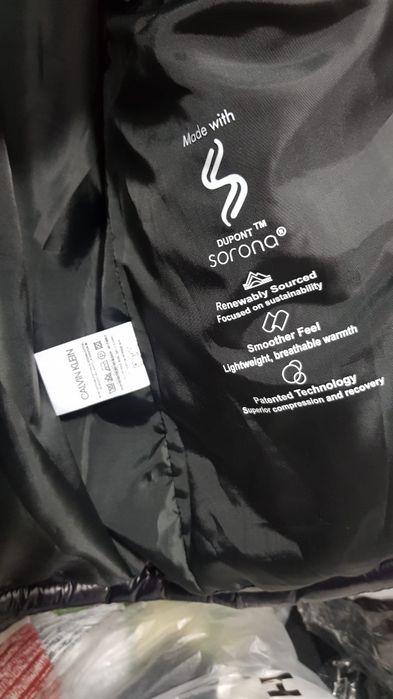 Made with
DUPONT™
sorona®
Renewably Sourced
Focused on sustainability
Smoother Feel
Lightweight, breathable warmth
Patented Technology
Superior compression and recovery
CALVIN KLEIN
H